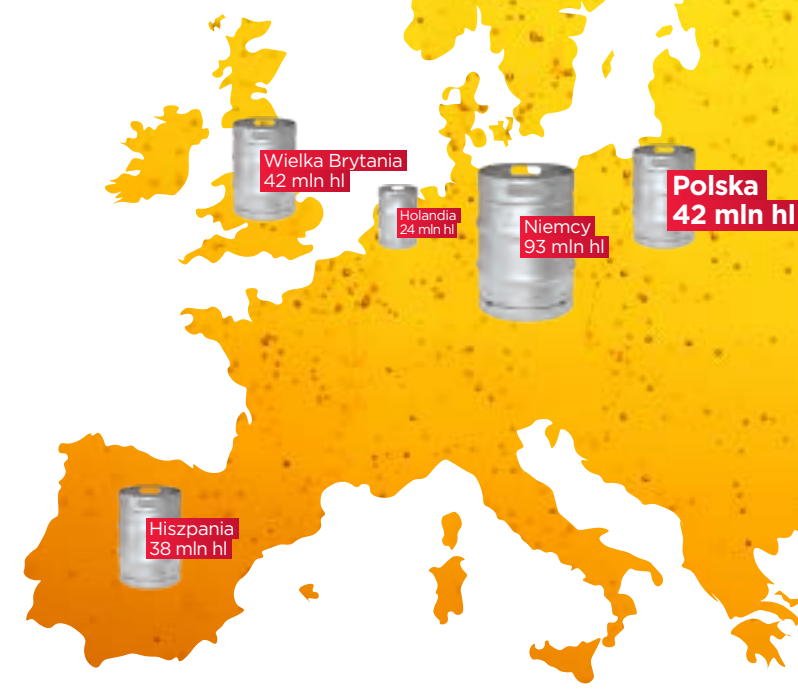 Wielka Brytania
42 mln hl
Holandia
24 mln hl
Niemcy
93 mln hl
Polska
42 mln hl
Hiszpania
38 mln hl